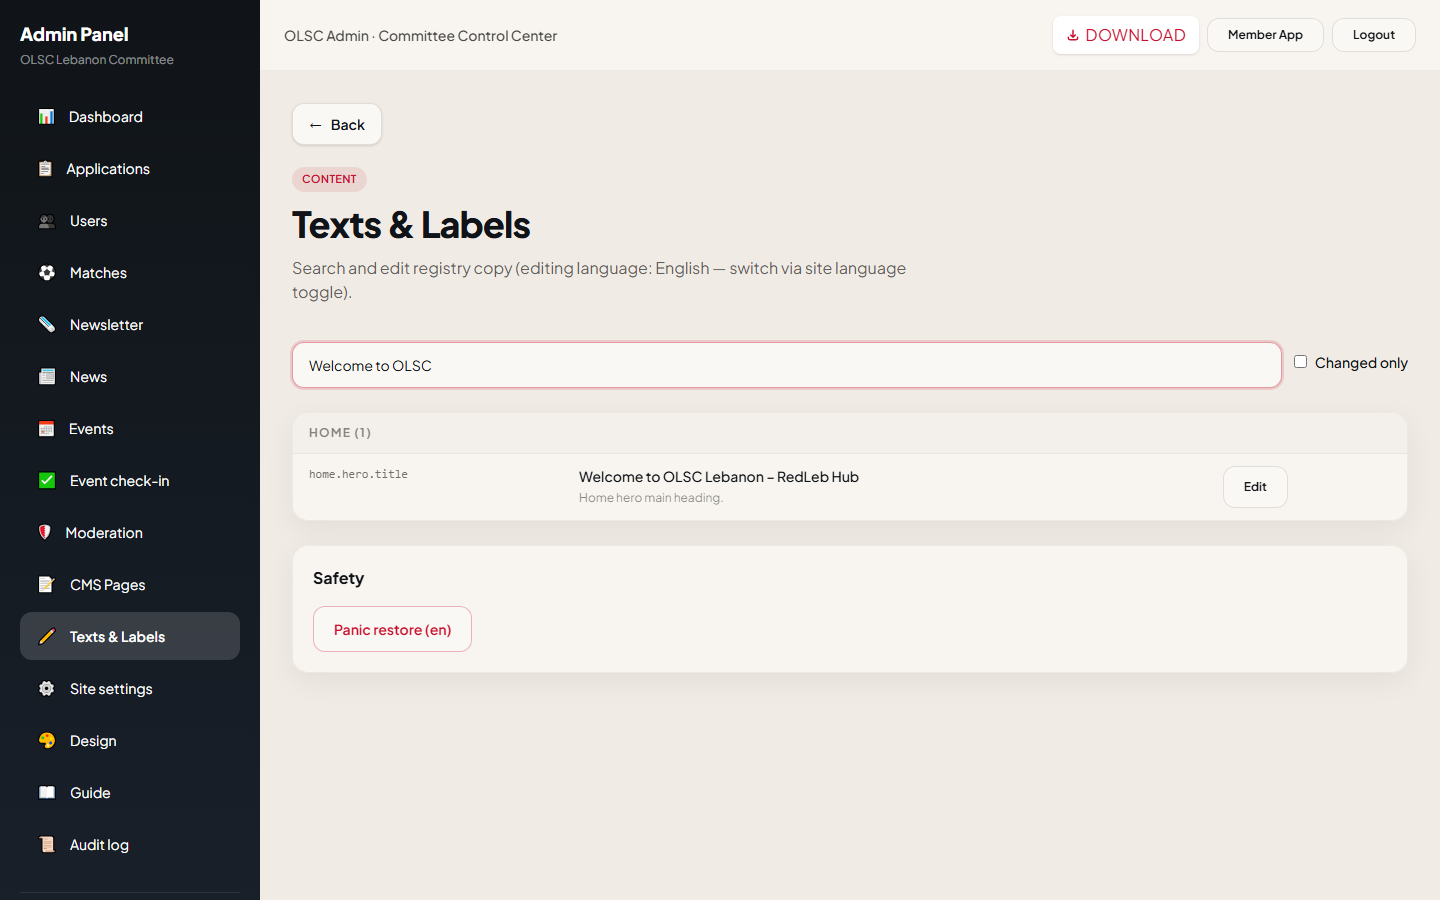 Admin Panel
OLSC Lebanon Committee
Dashboard
Applications
Users
Matches
Newsletter
News
Events
Event check-in
Moderation
CMS Pages
Texts & Labels
Site settings
Design
Guide
Audit log
OLSC Admin · Committee Control Center
DOWNLOAD
Member App
Logout
← Back
CONTENT
Texts & Labels
Search and edit registry copy (editing language: English — switch via site language
toggle).
Welcome to OLSC
Changed only
HOME (1)
home.hero.title
Welcome to OLSC Lebanon – RedLeb Hub
Home hero main heading.
Edit
Safety
Panic restore (en)